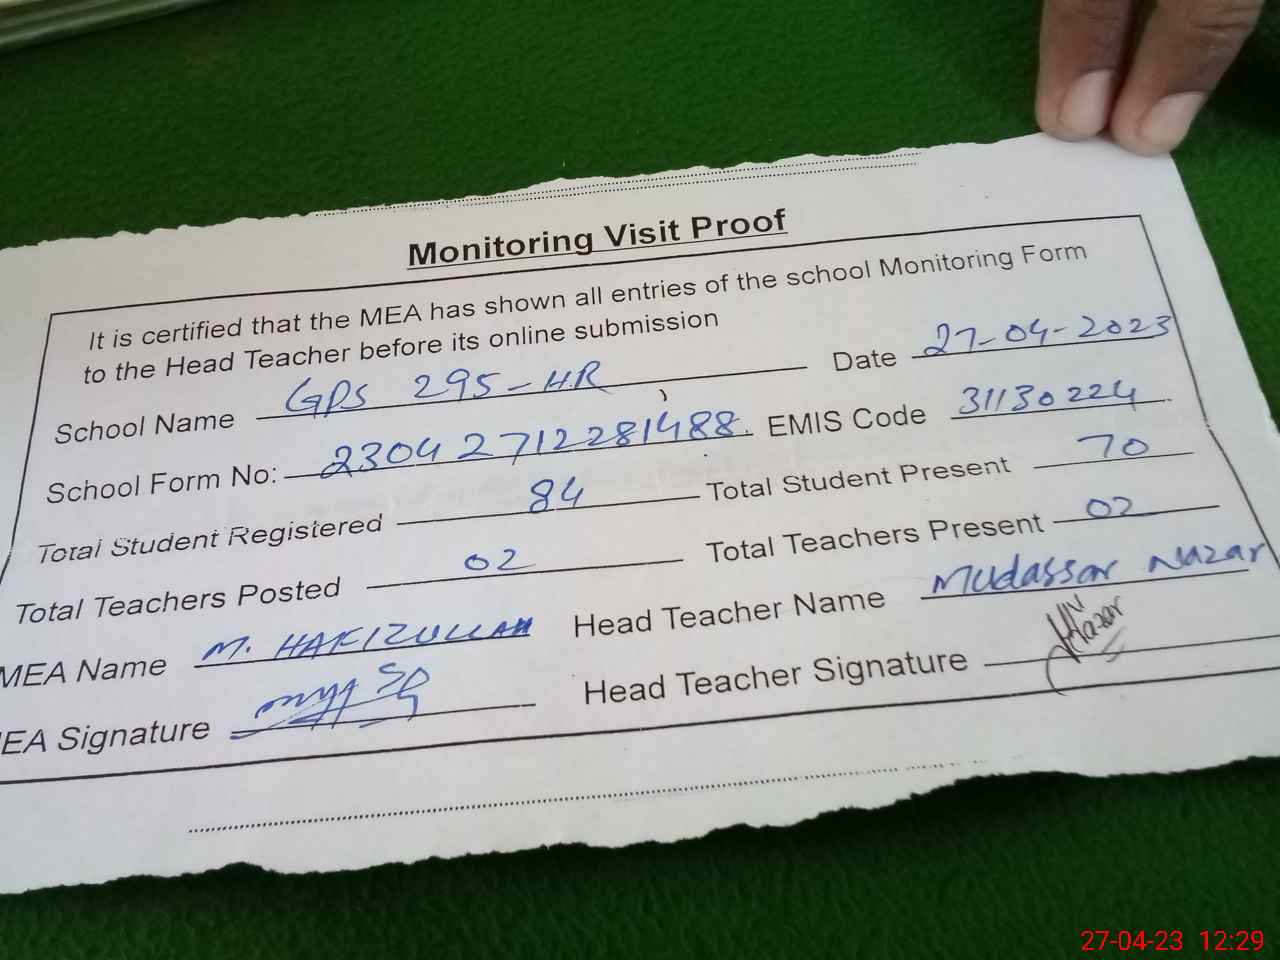 Monitoring Visit Proof
It is certified that the MEA has shown all entries of the school Monitoring Form
to the Head Teacher before its online submission
School Name GPS 295-HR Date 27-04-2023
School Form No: 230427122281488. EMIS Code 31130224
Total Student Registered 84 Total Student Present 70
Total Teachers Posted 02 Total Teachers Present 02
MEA Name M. HAFIZULLAH Head Teacher Name Mudassar Nazar
EA Signature Head Teacher Signature Nazar
27-04-23 12:29